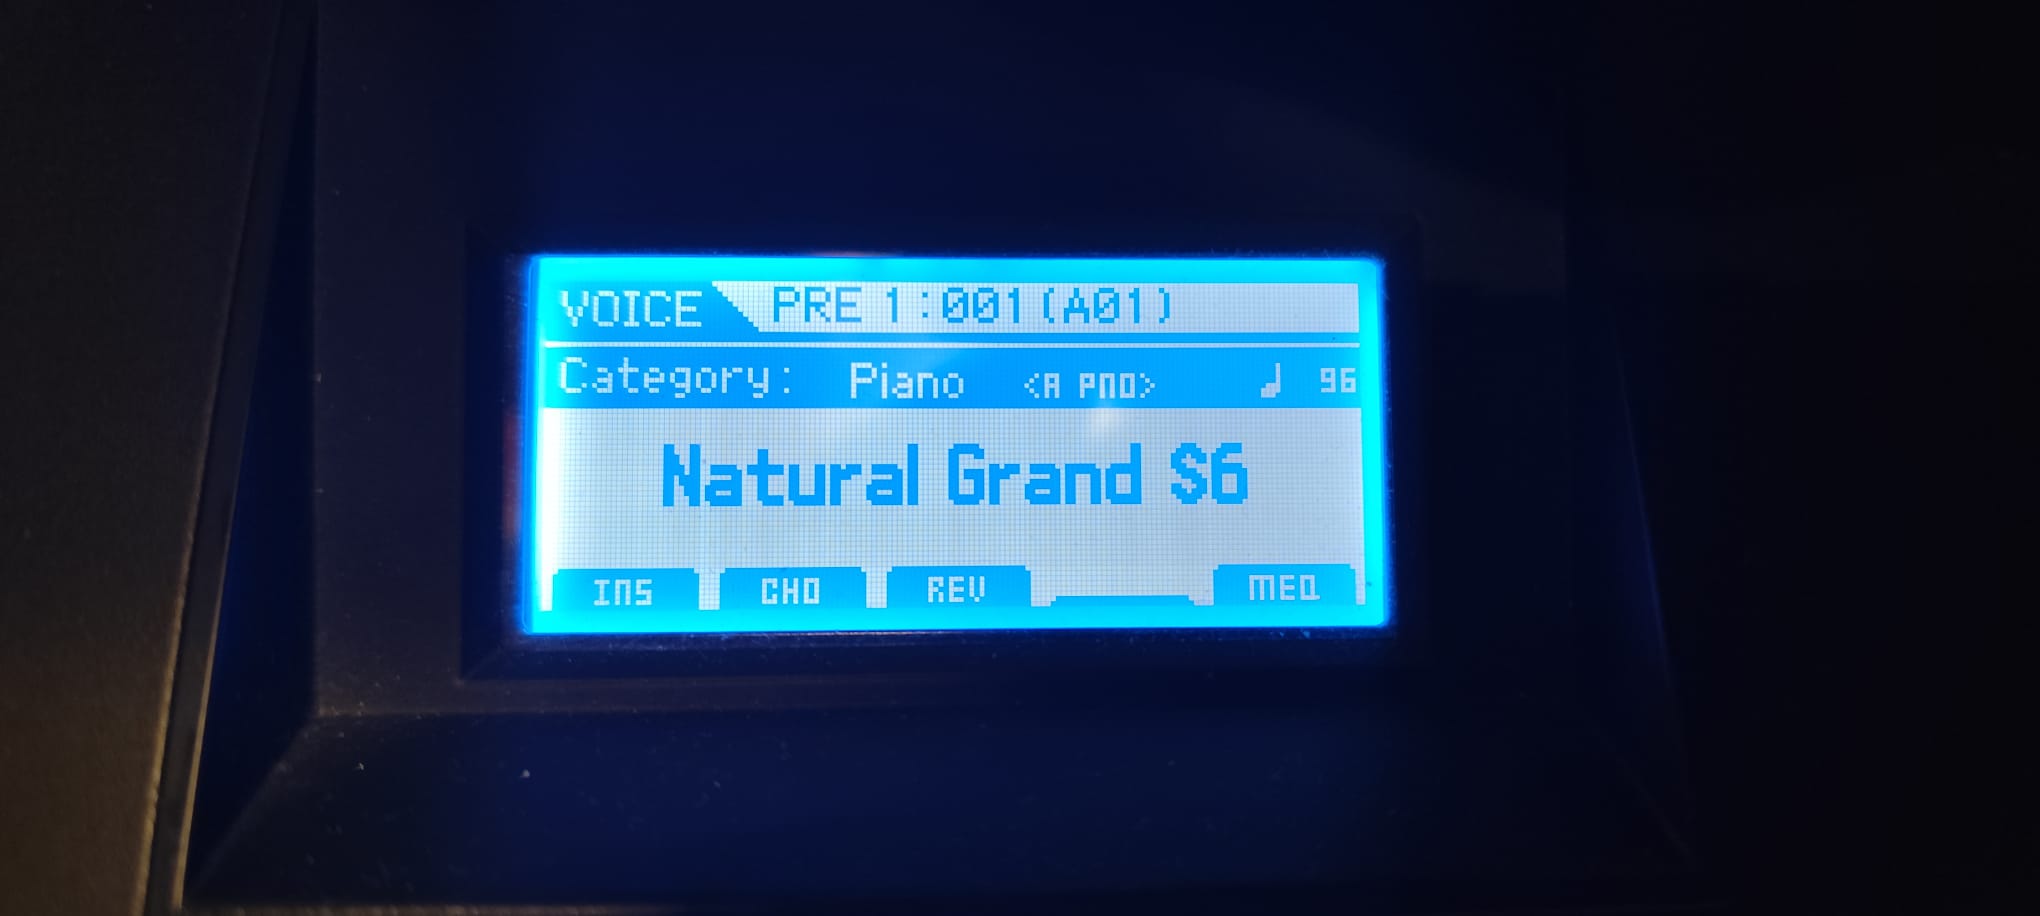 VOICE PRE 1:001(A01)
Category: Piano <A PNO> ♩ 96
Natural Grand S6
INS CHO REV MEQ